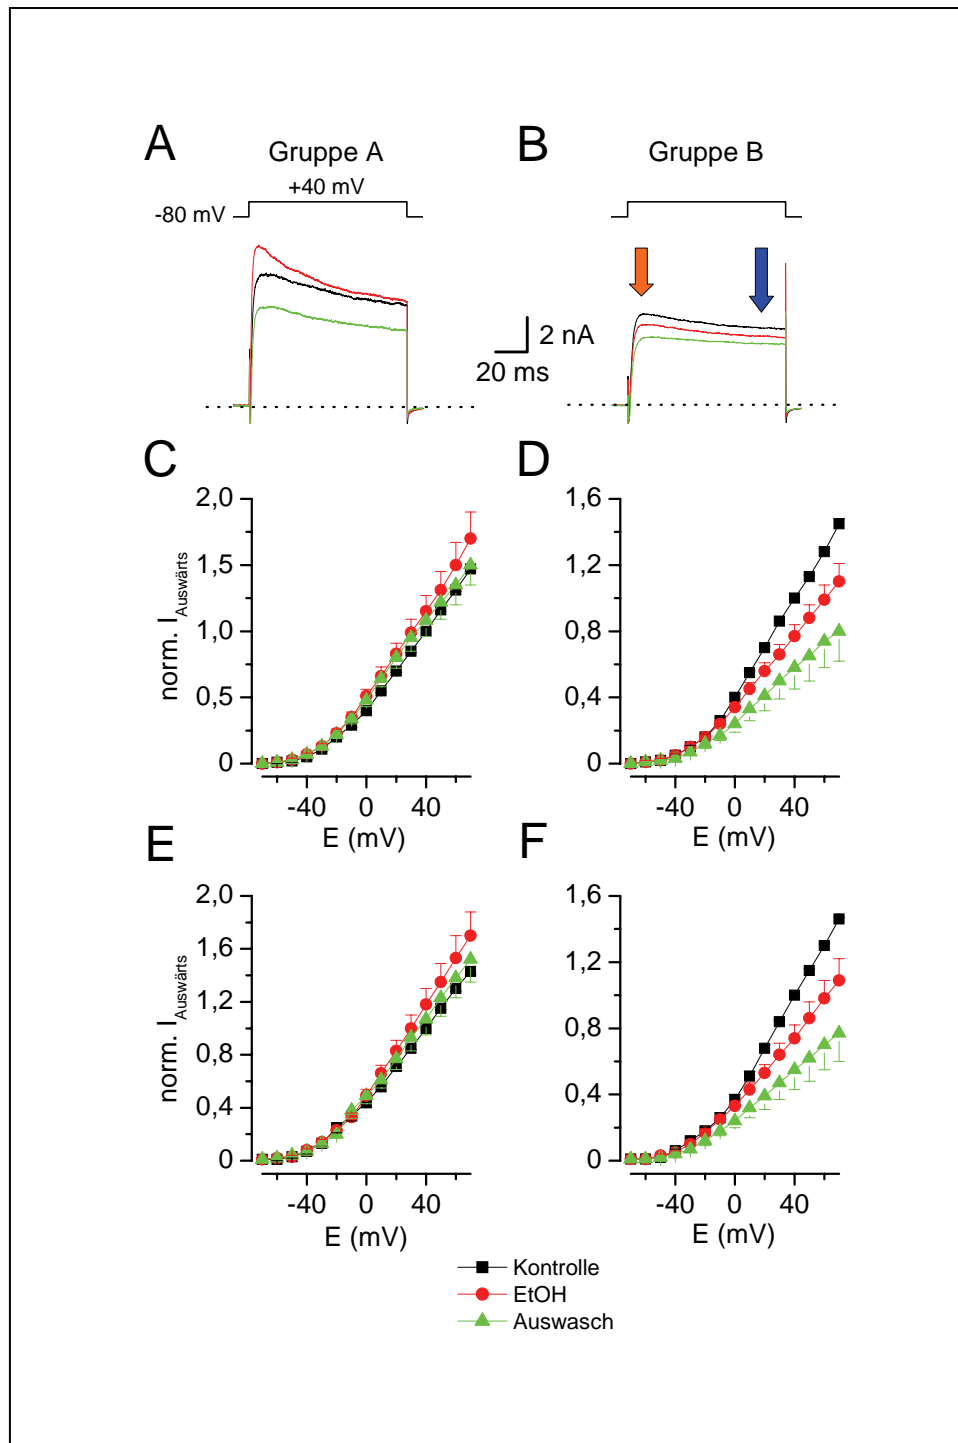 A
Gruppe A
B
Gruppe B
+40 mV
-80 mV
2 nA
20 ms
C
D
2,0
1,5
1,0
0,5
0
norm. I Auswärts
-40
0
40
E (mV)
1,6
1,2
0,8
0,4
0
-40
0
40
E (mV)
E
F
2,0
1,6
1,2
0,8
0,4
0
norm. I Auswärts
-40
0
40
E (mV)
1,6
1,2
0,8
0,4
0
-40
0
40
E (mV)
Kontrolle
EtOH
Auswasch